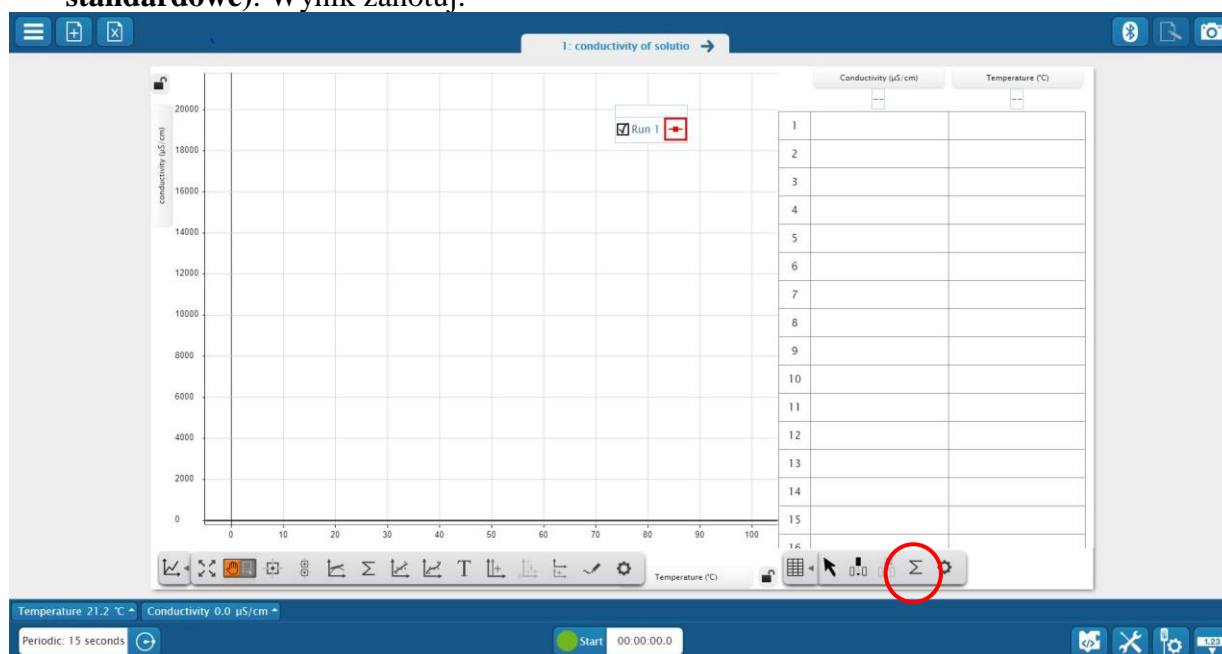 standardowe). Wynik zanotuj.
1: conductivity of solutio
Conductivity (µS/cm) Temperature (°C)
-- --
conductivity (µS/cm)
20000
18000
16000
14000
12000
10000
8000
6000
4000
2000
0
Run 1
0 10 20 30 40 50 60 70 80 90 100
Temperature (°C)
1
2
3
4
5
6
7
8
9
10
11
12
13
14
15
16
Σ T Σ
Temperature 21.2 °C Conductivity 0.0 µS/cm
Periodic: 15 seconds Start 00:00:00.0 1.23